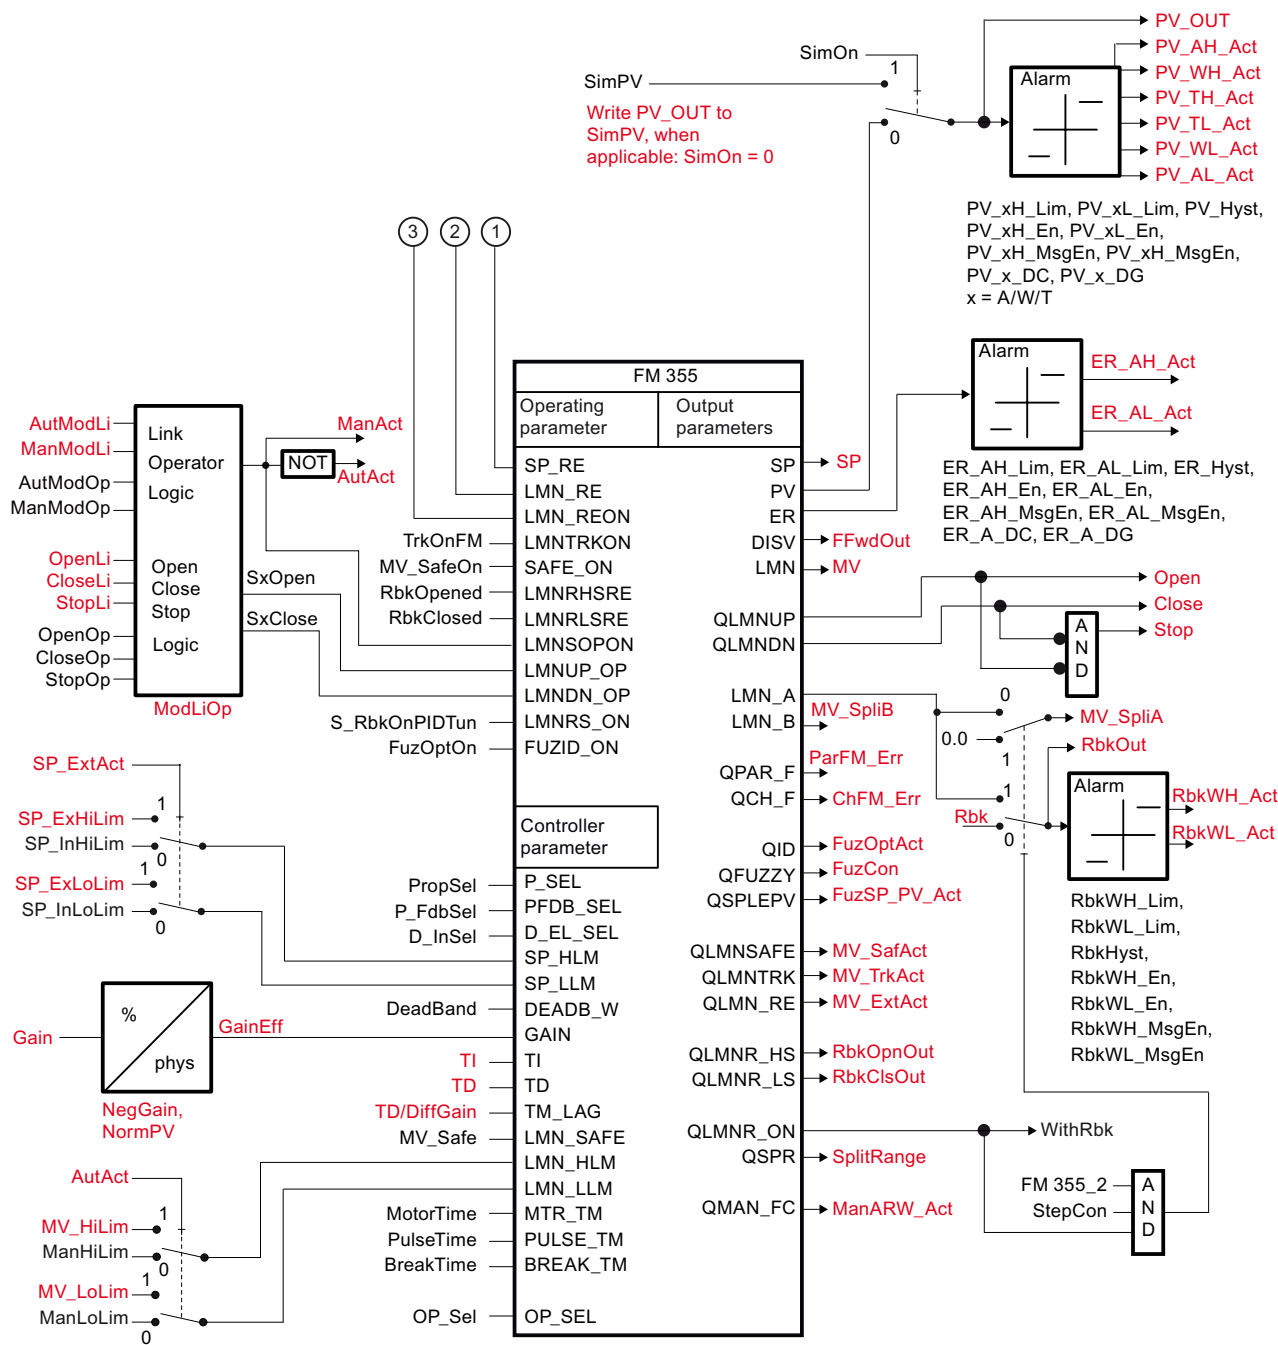 PV_OUT
SimOn
PV_AH_Act
1
PV_WH_Act
SimPV
Alarm
PV_TH_Act
Write PV_OUT to
SimPV, when
applicable: SimOn = 0
0
PV_TL_Act
PV_WL_Act
PV_AL_Act
PV_xH_Lim, PV_xL_Lim, PV_Hyst,
PV_xH_En, PV_xL_En,
PV_xH_MsgEn, PV_xH_MsgEn,
PV_x_DC, PV_x_DG
x = A/W/T
3
2
1
Alarm
ER_AH_Act
ER_AL_Act
ER_AH_Lim, ER_AL_Lim, ER_Hyst,
ER_AH_En, ER_AL_En,
ER_AH_MsgEn, ER_AL_MsgEn,
ER_A_DC, ER_A_DG
FM 355
Operating
parameter
Output
parameters
AutModLi
ManModLi
AutModOp
ManModOp
OpenLi
CloseLi
StopLi
OpenOp
CloseOp
StopOp
Link
Operator
Logic
Open
Close
Stop
Logic
ModLiOp
ManAct
NOT
AutAct
SxOpen
SxClose
SP_RE
LMN_RE
LMN_REON
TrkOnFM
LMNTRKON
MV_SafeOn
SAFE_ON
RbkOpened
LMNRHSRE
RbkClosed
LMNRLSRE
LMNSOPON
LMNUP_OP
LMNDN_OP
S_RbkOnPIDTun
LMNRS_ON
FuzOptOn
FUZID_ON
SP
SP
PV
ER
DISV
FFwdOut
LMN
MV
QLMNUP
QLMNDN
Open
Close
Stop
A
N
D
LMN_A
LMN_B
MV_SpliB
0
0.0
1
MV_SpliA
RbkOut
QPAR_F
ParFM_Err
QCH_F
ChFM_Err
1
Rbk
0
Alarm
RbkWH_Act
RbkWL_Act
RbkWH_Lim,
RbkWL_Lim,
RbkHyst,
RbkWH_En,
RbkWL_En,
RbkWH_MsgEn,
RbkWL_MsgEn
QID
FuzOptAct
QFUZZY
FuzCon
QSPLEPV
FuzSP_PV_Act
QLMNSAFE
MV_SafAct
QLMNTRK
MV_TrkAct
QLMN_RE
MV_ExtAct
QLMNR_HS
RbkOpnOut
QLMNR_LS
RbkClsOut
QLMNR_ON
WithRbk
QSPR
SplitRange
QMAN_FC
ManARW_Act
FM 355_2
StepCon
A
N
D
SP_ExtAct
1
SP_ExHiLim
SP_InHiLim
0
1
SP_ExLoLim
SP_InLoLim
0
Controller
parameter
PropSel
P_SEL
P_FdbSel
PFDB_SEL
D_InSel
D_EL_SEL
SP_HLM
SP_LLM
DeadBand
DEADB_W
Gain
%
phys
GainEff
GAIN
NegGain,
NormPV
TI
TI
TD
TD
TD/DiffGain
TM_LAG
MV_Safe
LMN_SAFE
LMN_HLM
LMN_LLM
AutAct
1
MV_HiLim
ManHiLim
0
1
MV_LoLim
ManLoLim
0
MotorTime
MTR_TM
PulseTime
PULSE_TM
BreakTime
BREAK_TM
OP_Sel
OP_SEL